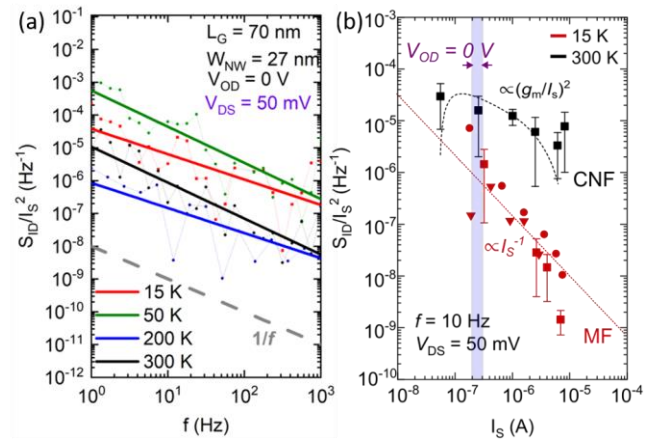 (a)
S_ID/I_S^2 (Hz^-1)
10^-1
10^-2
10^-3
10^-4
10^-5
10^-6
10^-7
10^-8
10^-9
10^-10
10^-11
10^-12
L_G = 70 nm
W_NW = 27 nm
V_OD = 0 V
V_DS = 50 mV
15 K
50 K
200 K
300 K
1/f
10^0
10^1
10^2
10^3
f (Hz)
(b)
S_ID/I_S^2 (Hz^-1)
10^-3
10^-4
10^-5
10^-6
10^-7
10^-8
10^-9
10^-10
15 K
300 K
V_OD = 0 V
∝(g_m/I_s)^2
CNF
∝I_S^-1
f = 10 Hz
V_DS = 50 mV
MF
10^-8
10^-7
10^-6
10^-5
10^-4
I_S (A)